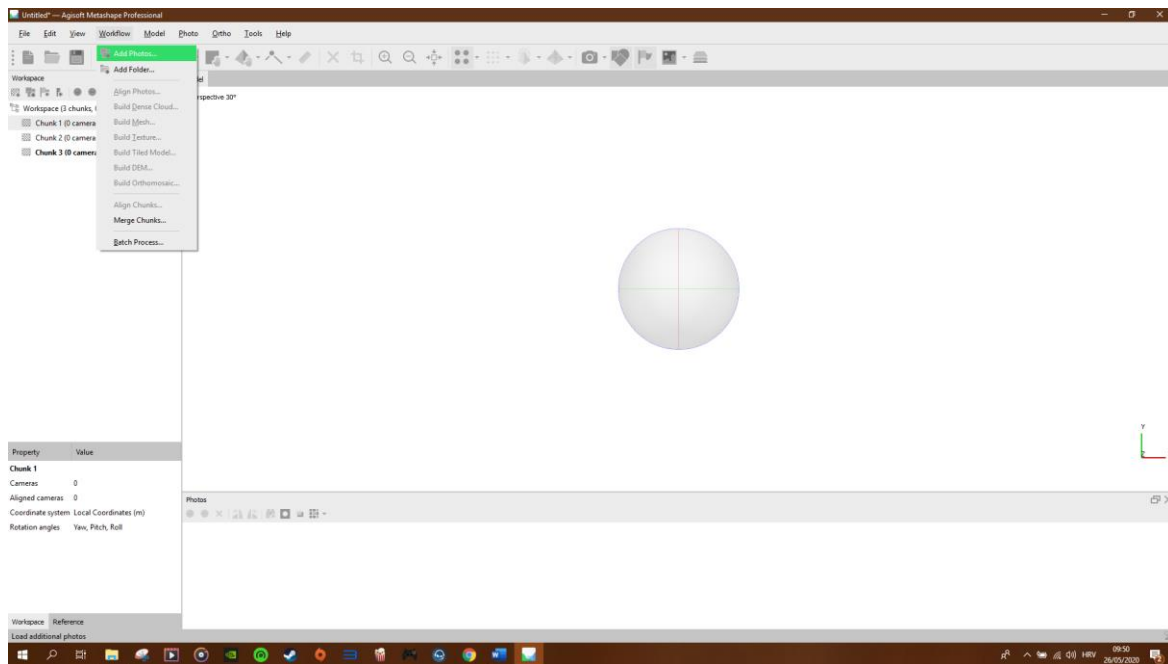 Untitled* — Agisoft Metashape Professional
File Edit View Workflow Model Photo Ortho Tools Help
Add Photos...
Add Folder...
Align Photos...
Build Dense Cloud...
Build Mesh...
Build Texture...
Build Tiled Model...
Build DEM...
Build Orthomosaic...
Align Chunks...
Merge Chunks...
Batch Process...
Workspace
Workspace (3 chunks,
Chunk 1 (0 camera
Chunk 2 (0 camera
Chunk 3 (0 camera
rspective 30°
Y
Z
Property Value
Chunk 1
Cameras 0
Aligned cameras 0
Coordinate system Local Coordinates (m)
Rotation angles Yaw, Pitch, Roll
Photos
Workspace Reference
Load additional photos
HRV
09:50
26/05/2020